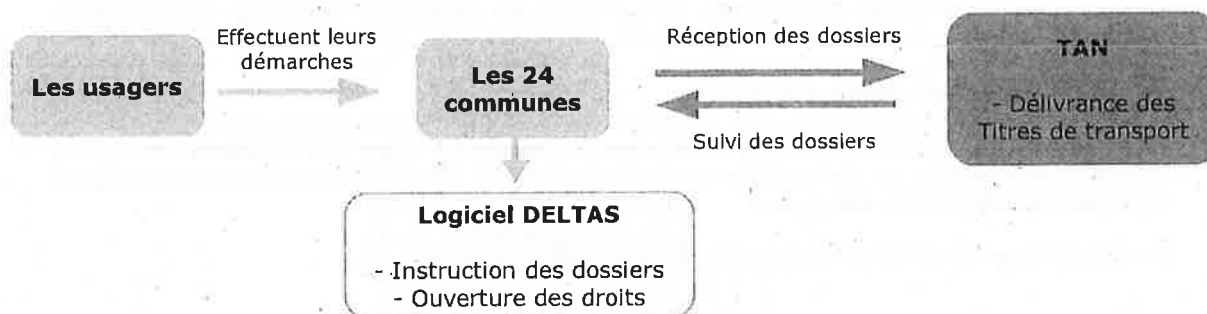 Les usagers
Effectuent leurs
démarches
Les 24
communes
Réception des dossiers
Suivi des dossiers
TAN
- Délivrance des
Titres de transport
Logiciel DELTAS
- Instruction des dossiers
- Ouverture des droits